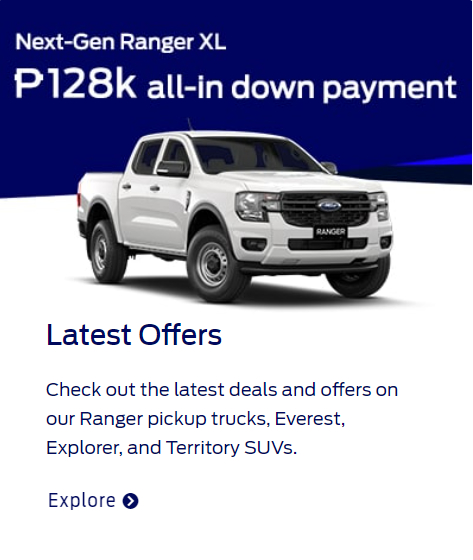 Next-Gen Ranger XL
₱128k all-in down payment
Ford
RANGER
Latest Offers
Check out the latest deals and offers on
our Ranger pickup trucks, Everest,
Explorer, and Territory SUVs.
Explore